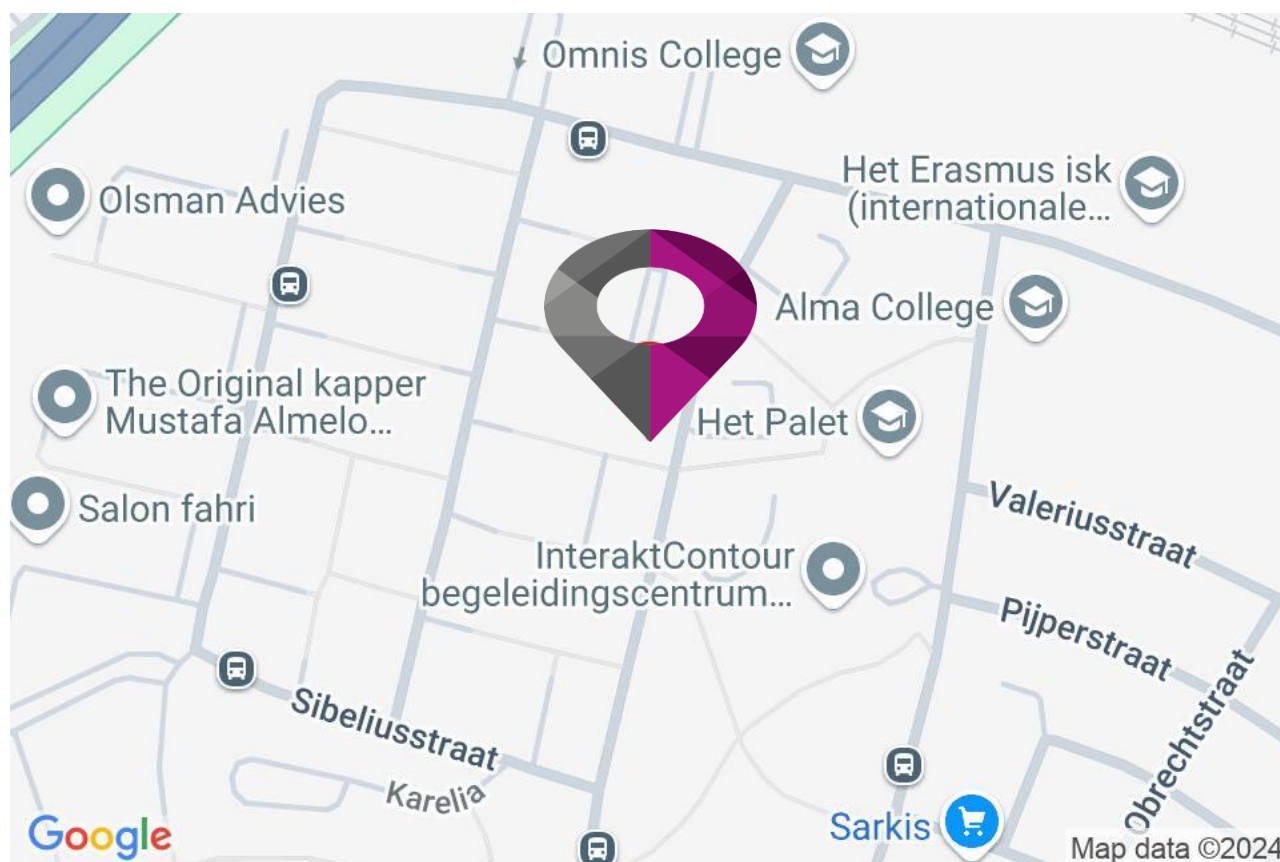 Omnis College
Het Erasmus isk
(internationale...
Olsman Advies
Alma College
The Original kapper
Mustafa Almelo...
Het Palet
Salon fahri
Valeriusstraat
InteraktContour
begeleidingscentrum...
Pijperstraat
Obrechtstraat
Sibeliusstraat
Karelia
Sarkis
Google
Map data ©2024